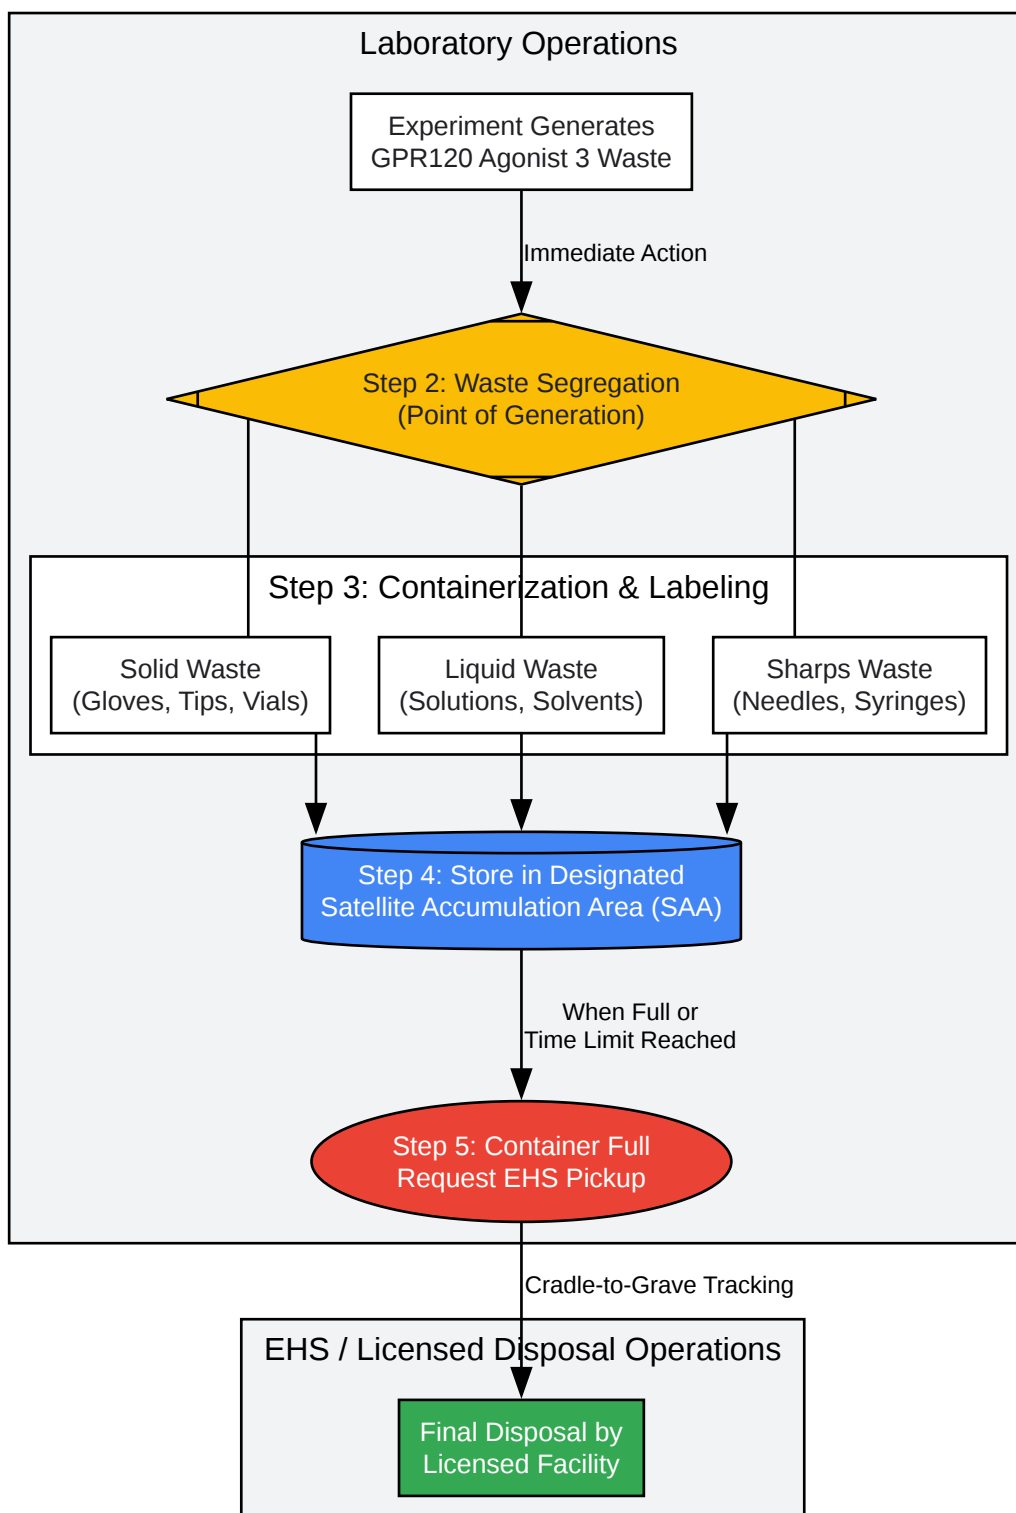 Laboratory Operations
Experiment Generates
GPR120 Agonist 3 Waste
Immediate Action
Step 2: Waste Segregation
(Point of Generation)
Step 3: Containerization & Labeling
Solid Waste
(Gloves, Tips, Vials)
Liquid Waste
(Solutions, Solvents)
Sharps Waste
(Needles, Syringes)
Step 4: Store in Designated
Satellite Accumulation Area (SAA)
When Full or
Time Limit Reached
Step 5: Container Full
Request EHS Pickup
Cradle-to-Grave Tracking
EHS / Licensed Disposal Operations
Final Disposal by
Licensed Facility